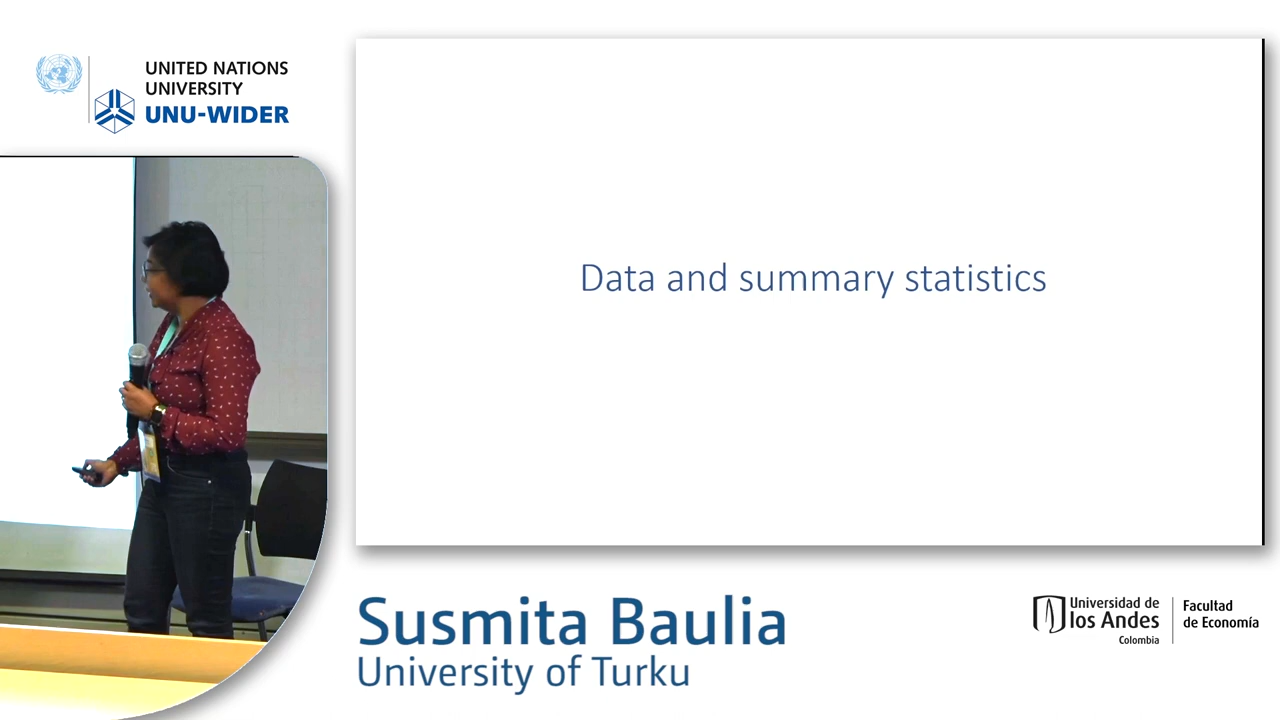 UNITED NATIONS
UNIVERSITY
UNU-WIDER
Data and summary statistics
Susmita Baulia
University of Turku
Universidad de
los Andes
Colombia
Facultad
de Economía